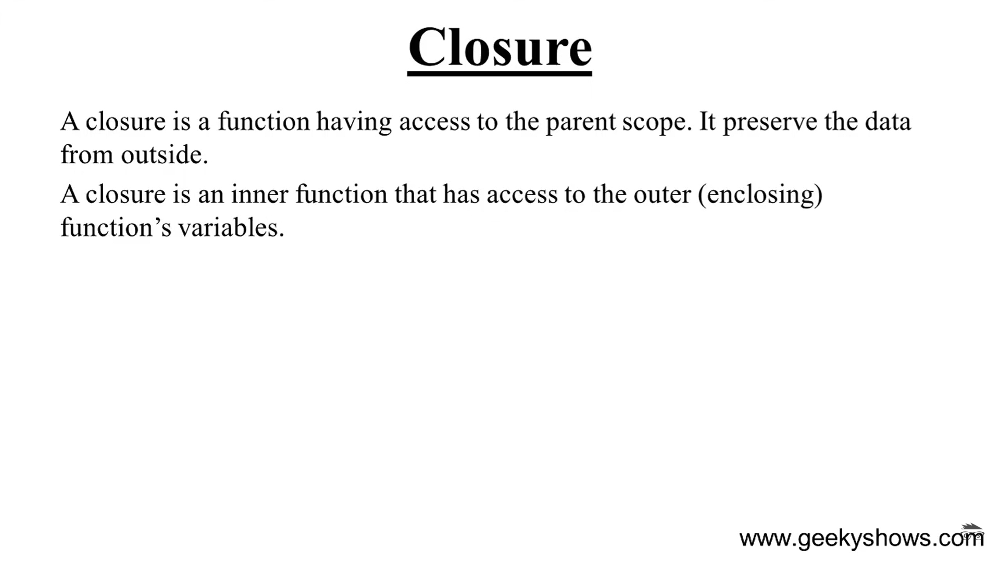 Closure
A closure is a function having access to the parent scope. It preserve the data
from outside.
A closure is an inner function that has access to the outer (enclosing)
function’s variables.
www.geekyshows.com